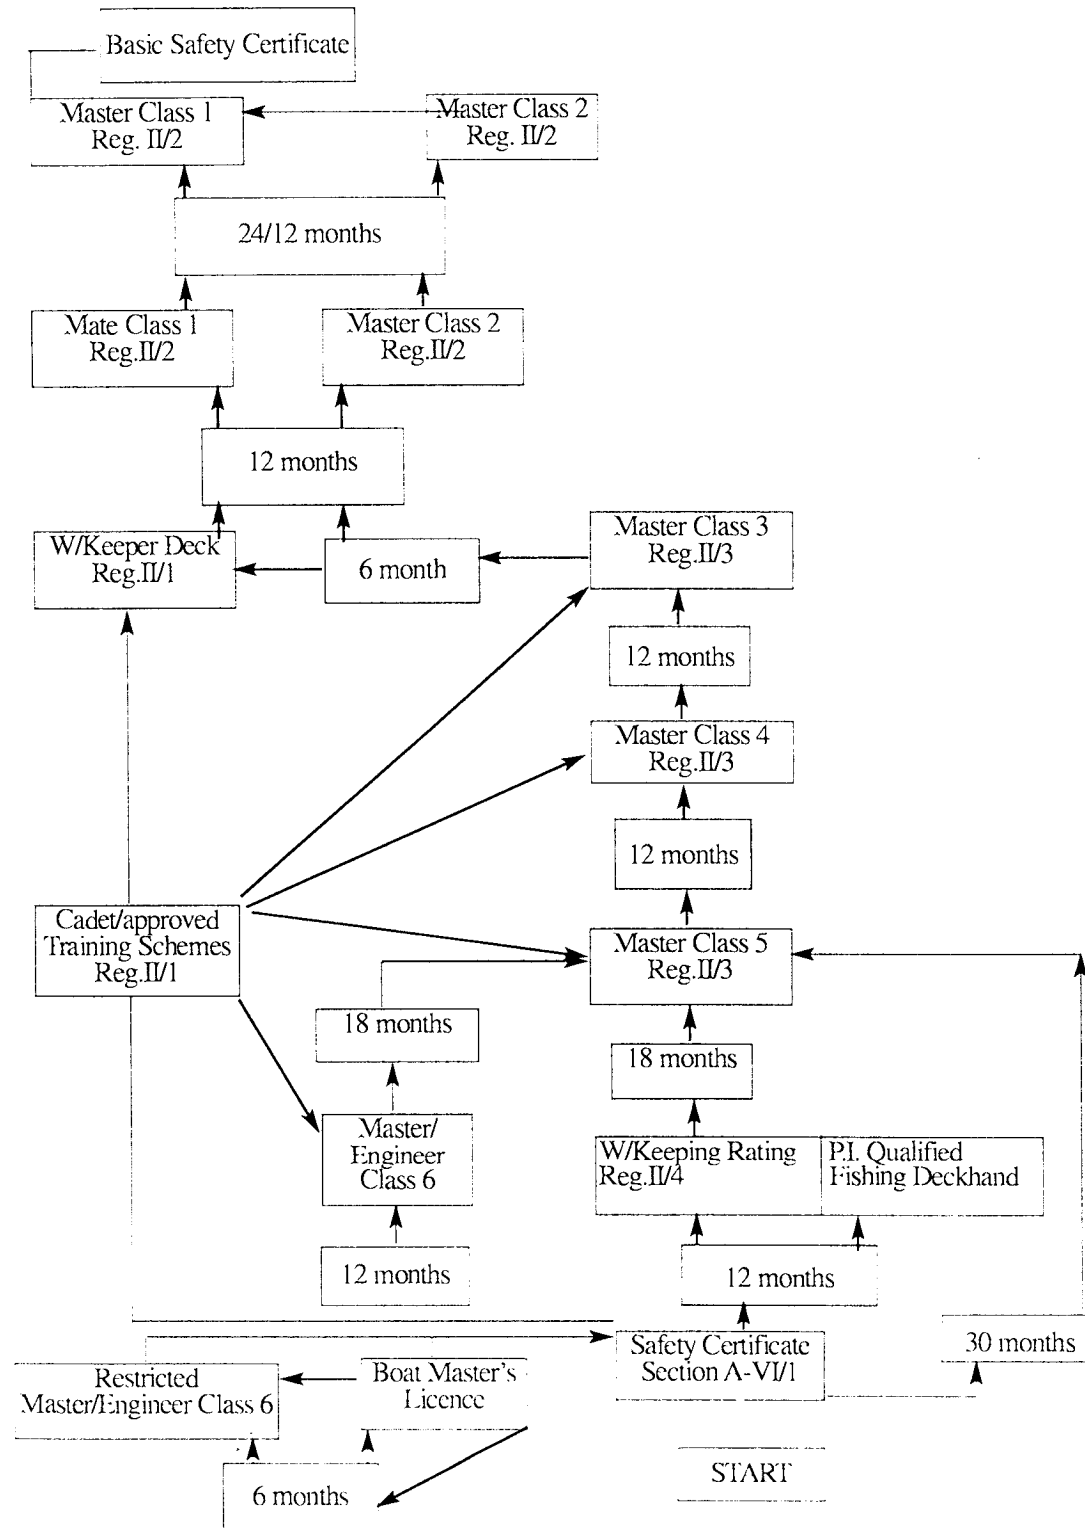 Basic Safety Certificate
Master Class 1
Reg. II/2
Master Class 2
Reg. II/2
24/12 months
Mate Class 1
Reg.II/2
Master Class 2
Reg.II/2
12 months
W/Keeper Deck
Reg.II/1
6 month
Master Class 3
Reg.II/3
12 months
Master Class 4
Reg.II/3
12 months
Cadet/approved
Training Schemes
Reg.II/1
Master Class 5
Reg.II/3
18 months
18 months
Master/
Engineer
Class 6
W/Keeping Rating
Reg.II/4
P.I. Qualified
Fishing Deckhand
12 months
12 months
Safety Certificate
Section A-VI/1
30 months
Restricted
Master/Engineer Class 6
Boat Master's
Licence
6 months
START